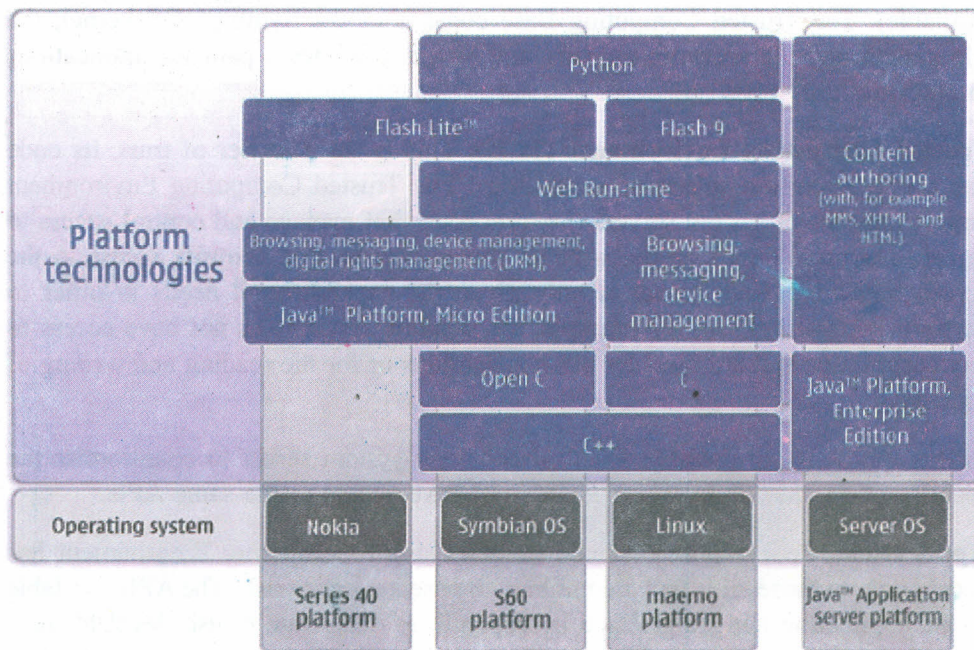 Python
Flash Lite™
Flash 9
Content
authoring
(with, for example
MMS, XHTML, and
HTML)
Web Run-time
Platform
technologies
Browsing, messaging, device management,
digital rights management (DRM),
Browsing,
messaging,
device
management
Java™ Platform, Micro Edition
Open C
C
Java™ Platform,
Enterprise
Edition
C++
Operating system
Nokia
Symbian OS
Linux
Server OS
Series 40
platform
S60
platform
maemo
platform
Java™ Application
server platform